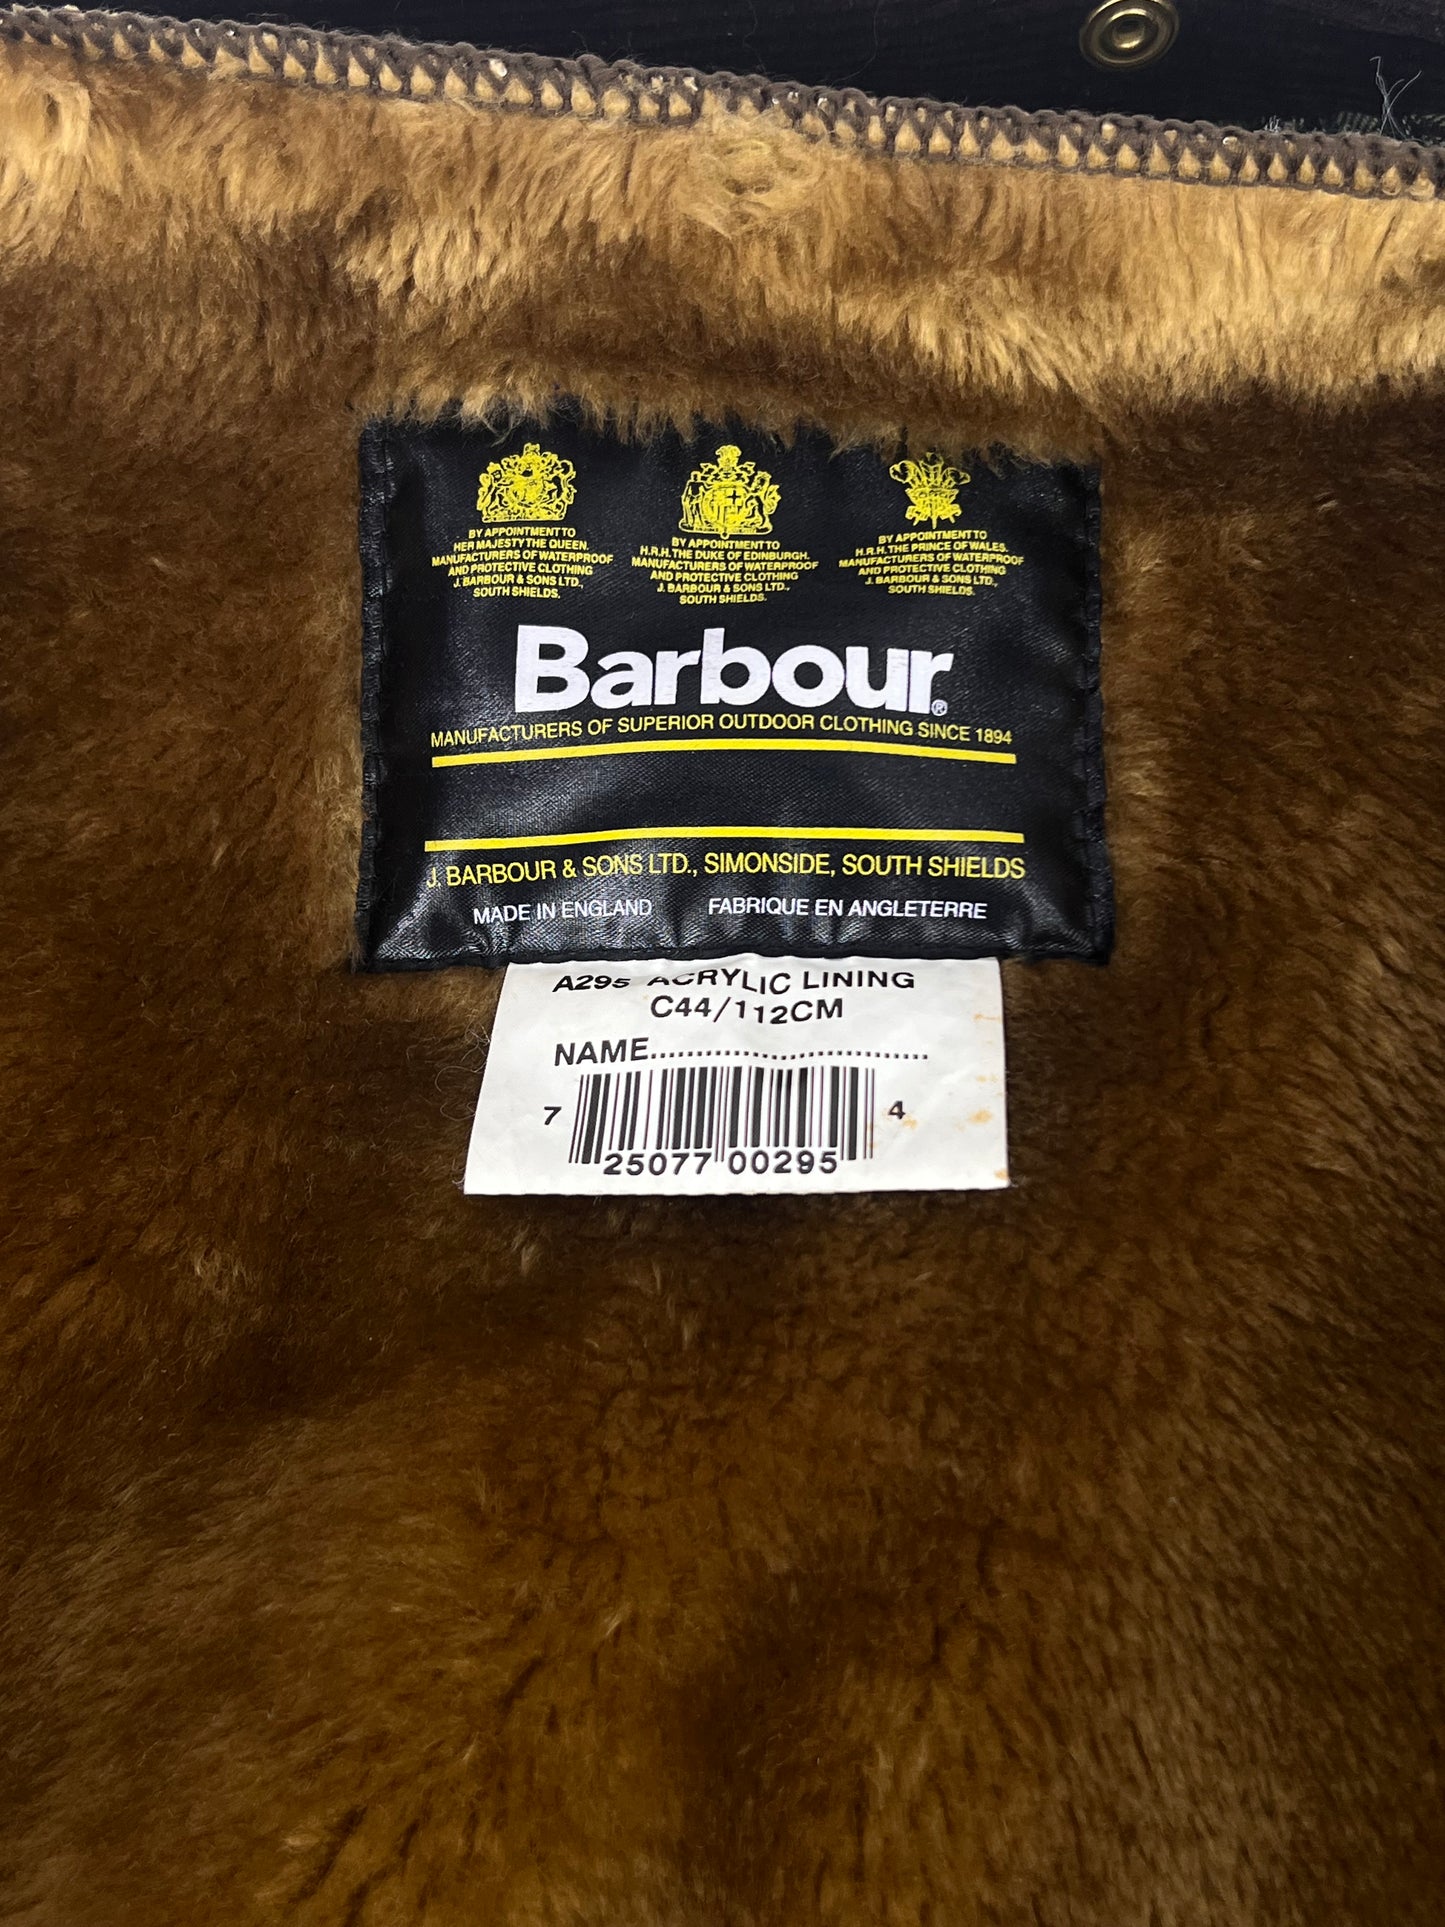 BY APPOINTMENT TO
HER MAJESTY THE QUEEN.
MANUFACTURERS OF WATERPROOF
AND PROTECTIVE CLOTHING
J. BARBOUR & SONS LTD.,
SOUTH SHIELDS.
BY APPOINTMENT TO
H.R.H. THE DUKE OF EDINBURGH.
MANUFACTURERS OF WATERPROOF
AND PROTECTIVE CLOTHING
J. BARBOUR & SONS LTD.,
SOUTH SHIELDS.
BY APPOINTMENT TO
H.R.H. THE PRINCE OF WALES.
MANUFACTURERS OF WATERPROOF
AND PROTECTIVE CLOTHING
J. BARBOUR & SONS LTD.,
SOUTH SHIELDS.
Barbour®
MANUFACTURERS OF SUPERIOR OUTDOOR CLOTHING SINCE 1894
J. BARBOUR & SONS LTD., SIMONSIDE, SOUTH SHIELDS
MADE IN ENGLAND FABRIQUE EN ANGLETERRE
A295 ACRYLIC LINING
C44/112CM
NAME................................
7 25077 00295 4